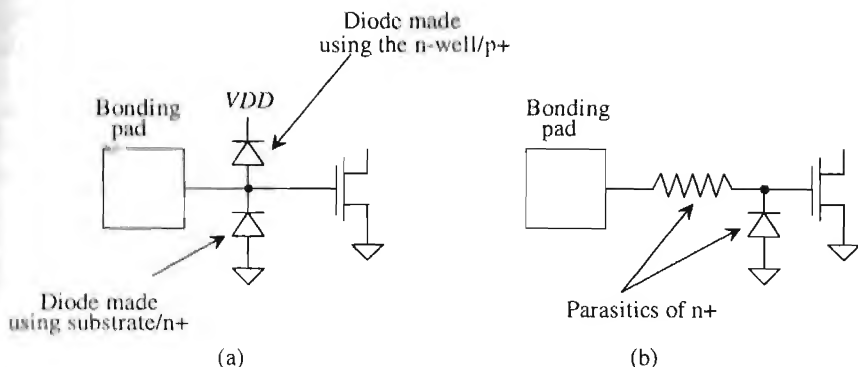 Diode made
using the n-well/p+
Bonding
pad
VDD
Diode made
using substrate/n+
(a)
Bonding
pad
Parasitics of n+
(b)